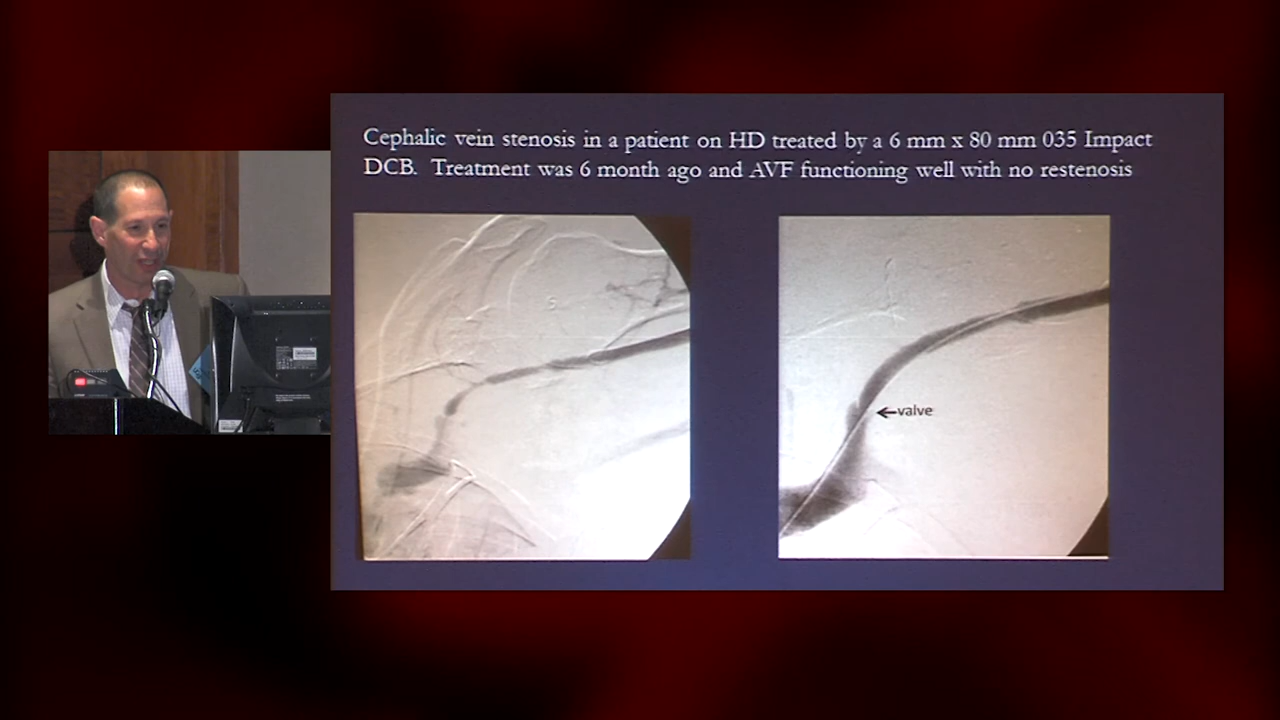 Cephalic vein stenosis in a patient on HD treated by a 6 mm x 80 mm 035 Impact
DCB. Treatment was 6 month ago and AVF functioning well with no restenosis
S
←valve